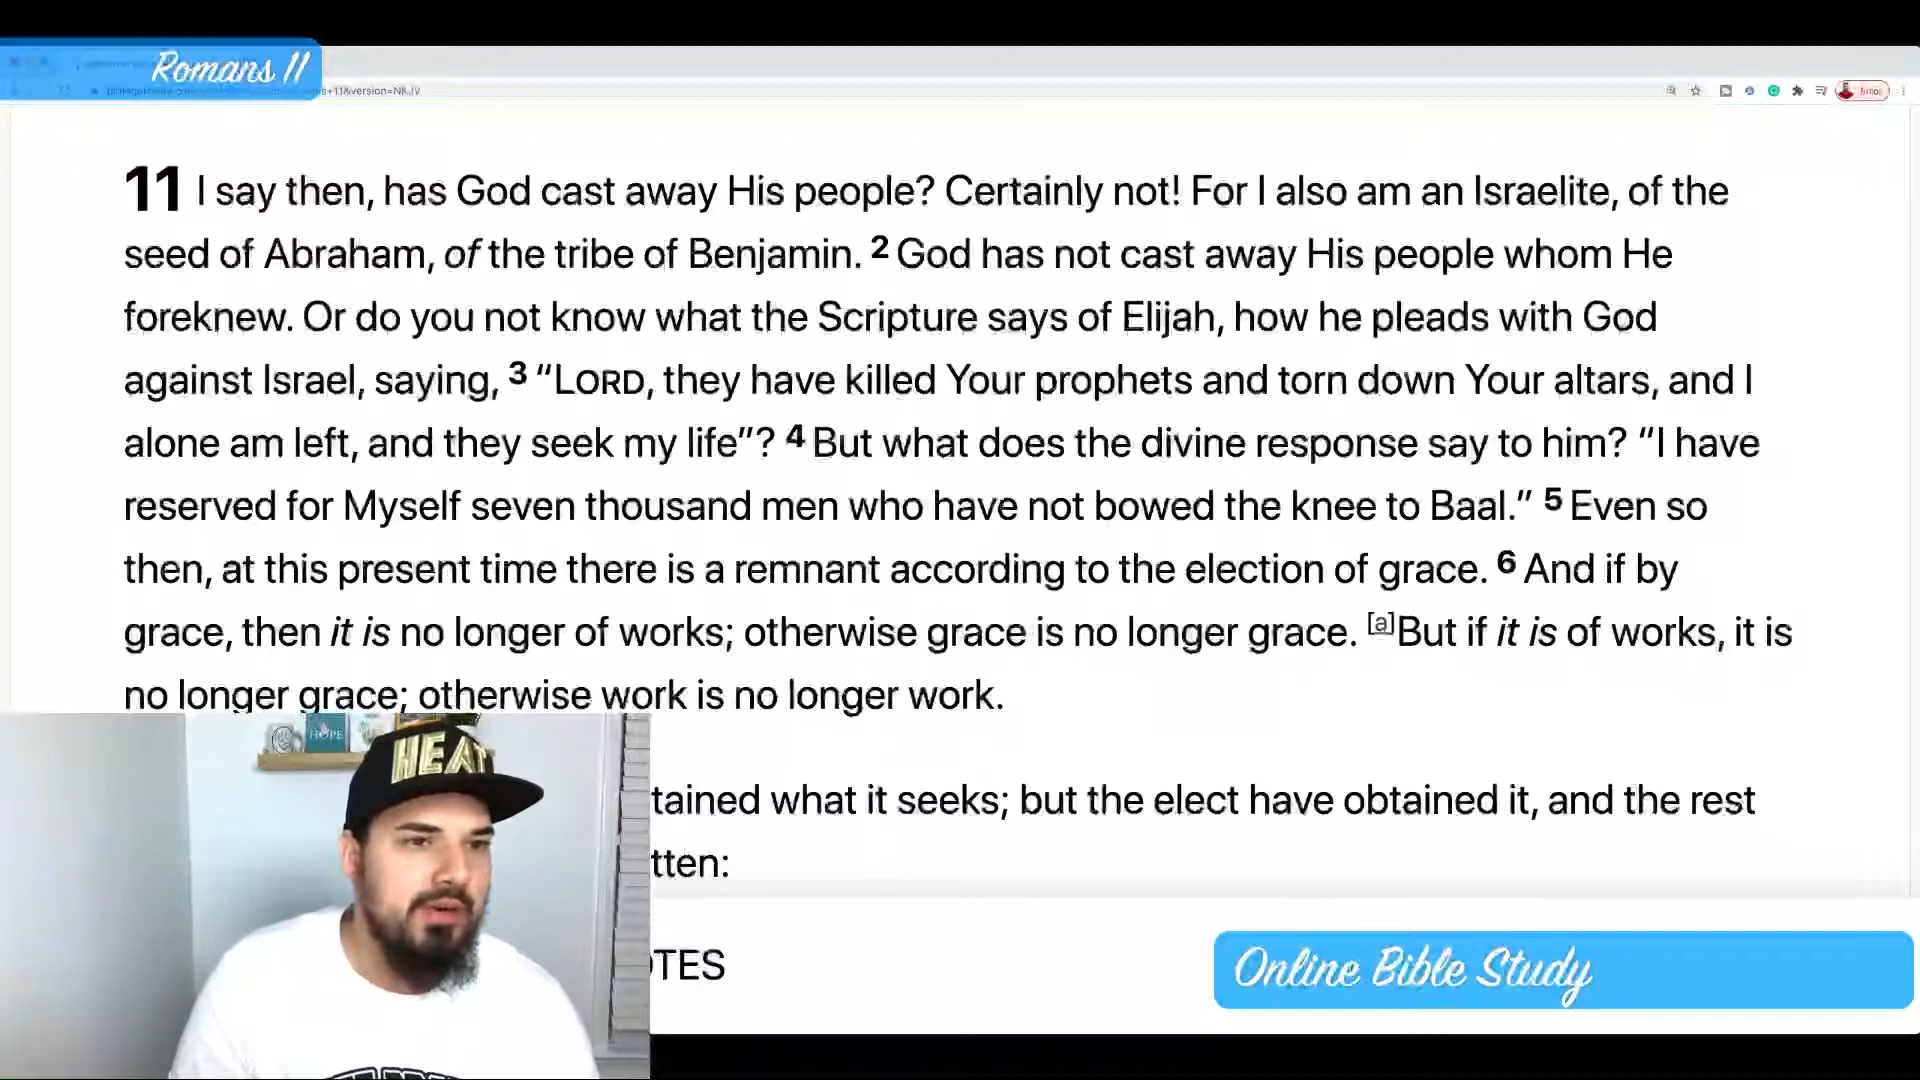 Romans 11
s+11&version=NKJV
11 I say then, has God cast away His people? Certainly not! For I also am an Israelite, of the
seed of Abraham, of the tribe of Benjamin. 2 God has not cast away His people whom He
foreknew. Or do you not know what the Scripture says of Elijah, how he pleads with God
against Israel, saying, 3 “LORD, they have killed Your prophets and torn down Your altars, and I
alone am left, and they seek my life”? 4 But what does the divine response say to him? “I have
reserved for Myself seven thousand men who have not bowed the knee to Baal.” 5 Even so
then, at this present time there is a remnant according to the election of grace. 6 And if by
grace, then it is no longer of works; otherwise grace is no longer grace. [a]But if it is of works, it is
no longer grace; otherwise work is no longer work.
HOPE
HEAT
tained what it seeks; but the elect have obtained it, and the rest
tten:
OTES
Online Bible Study